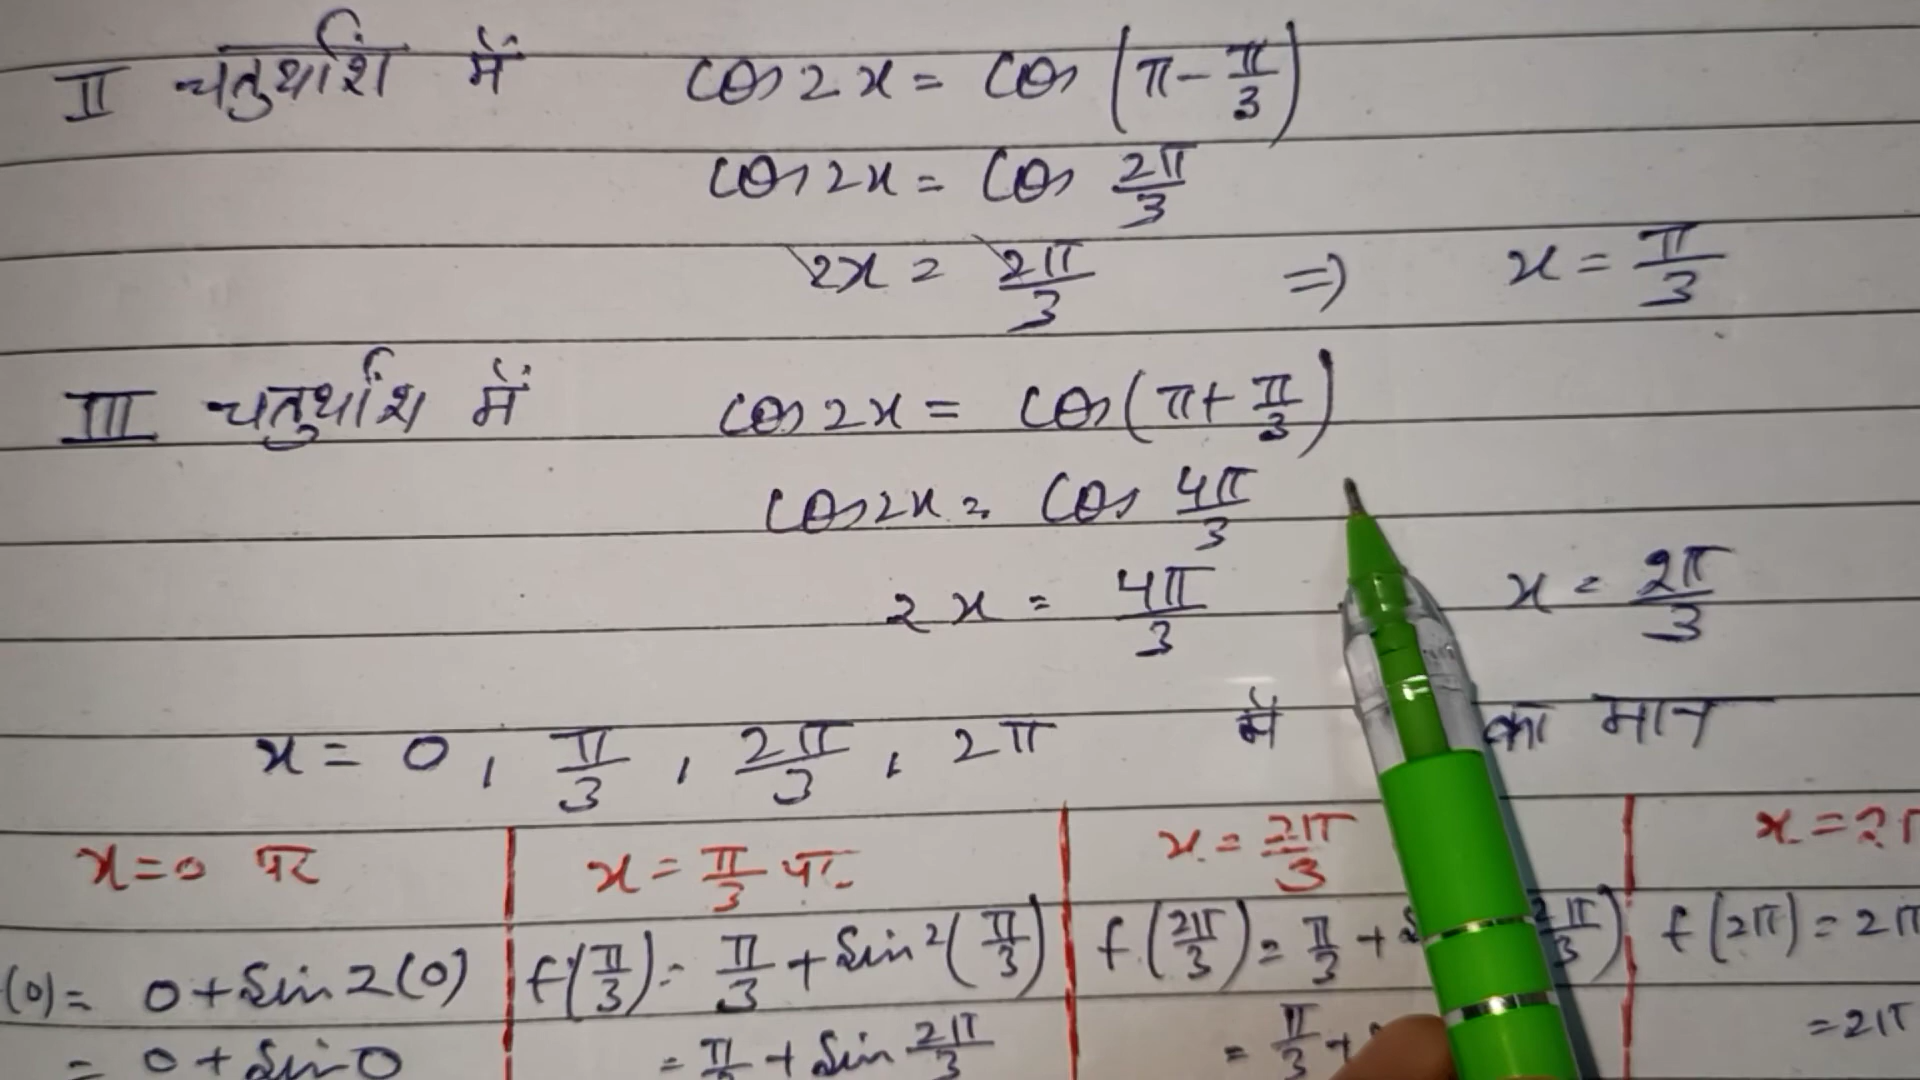 II चतुर्थांश में cos 2x = cos (π - π/3)
cos 2x = cos 2π/3
2x = 2π/3 ⇒ x = π/3
III चतुर्थांश में cos 2x = cos (π + π/3)
cos 2x = cos 4π/3
2x = 4π/3 x = 2π/3
x = 0, π/3, 2π/3, 2π में का मान
x = 0 पर x = π/3 पर x = 2π/3 x = 2π
(0) = 0 + sin 2(0) f(π/3) = π/3 + sin 2(π/3) f(2π/3) = π/3 + 2π/3) f(2π) = 2π
= 0 + sin 0 = π/3 + sin 2π/3 = π/3 + = 2π